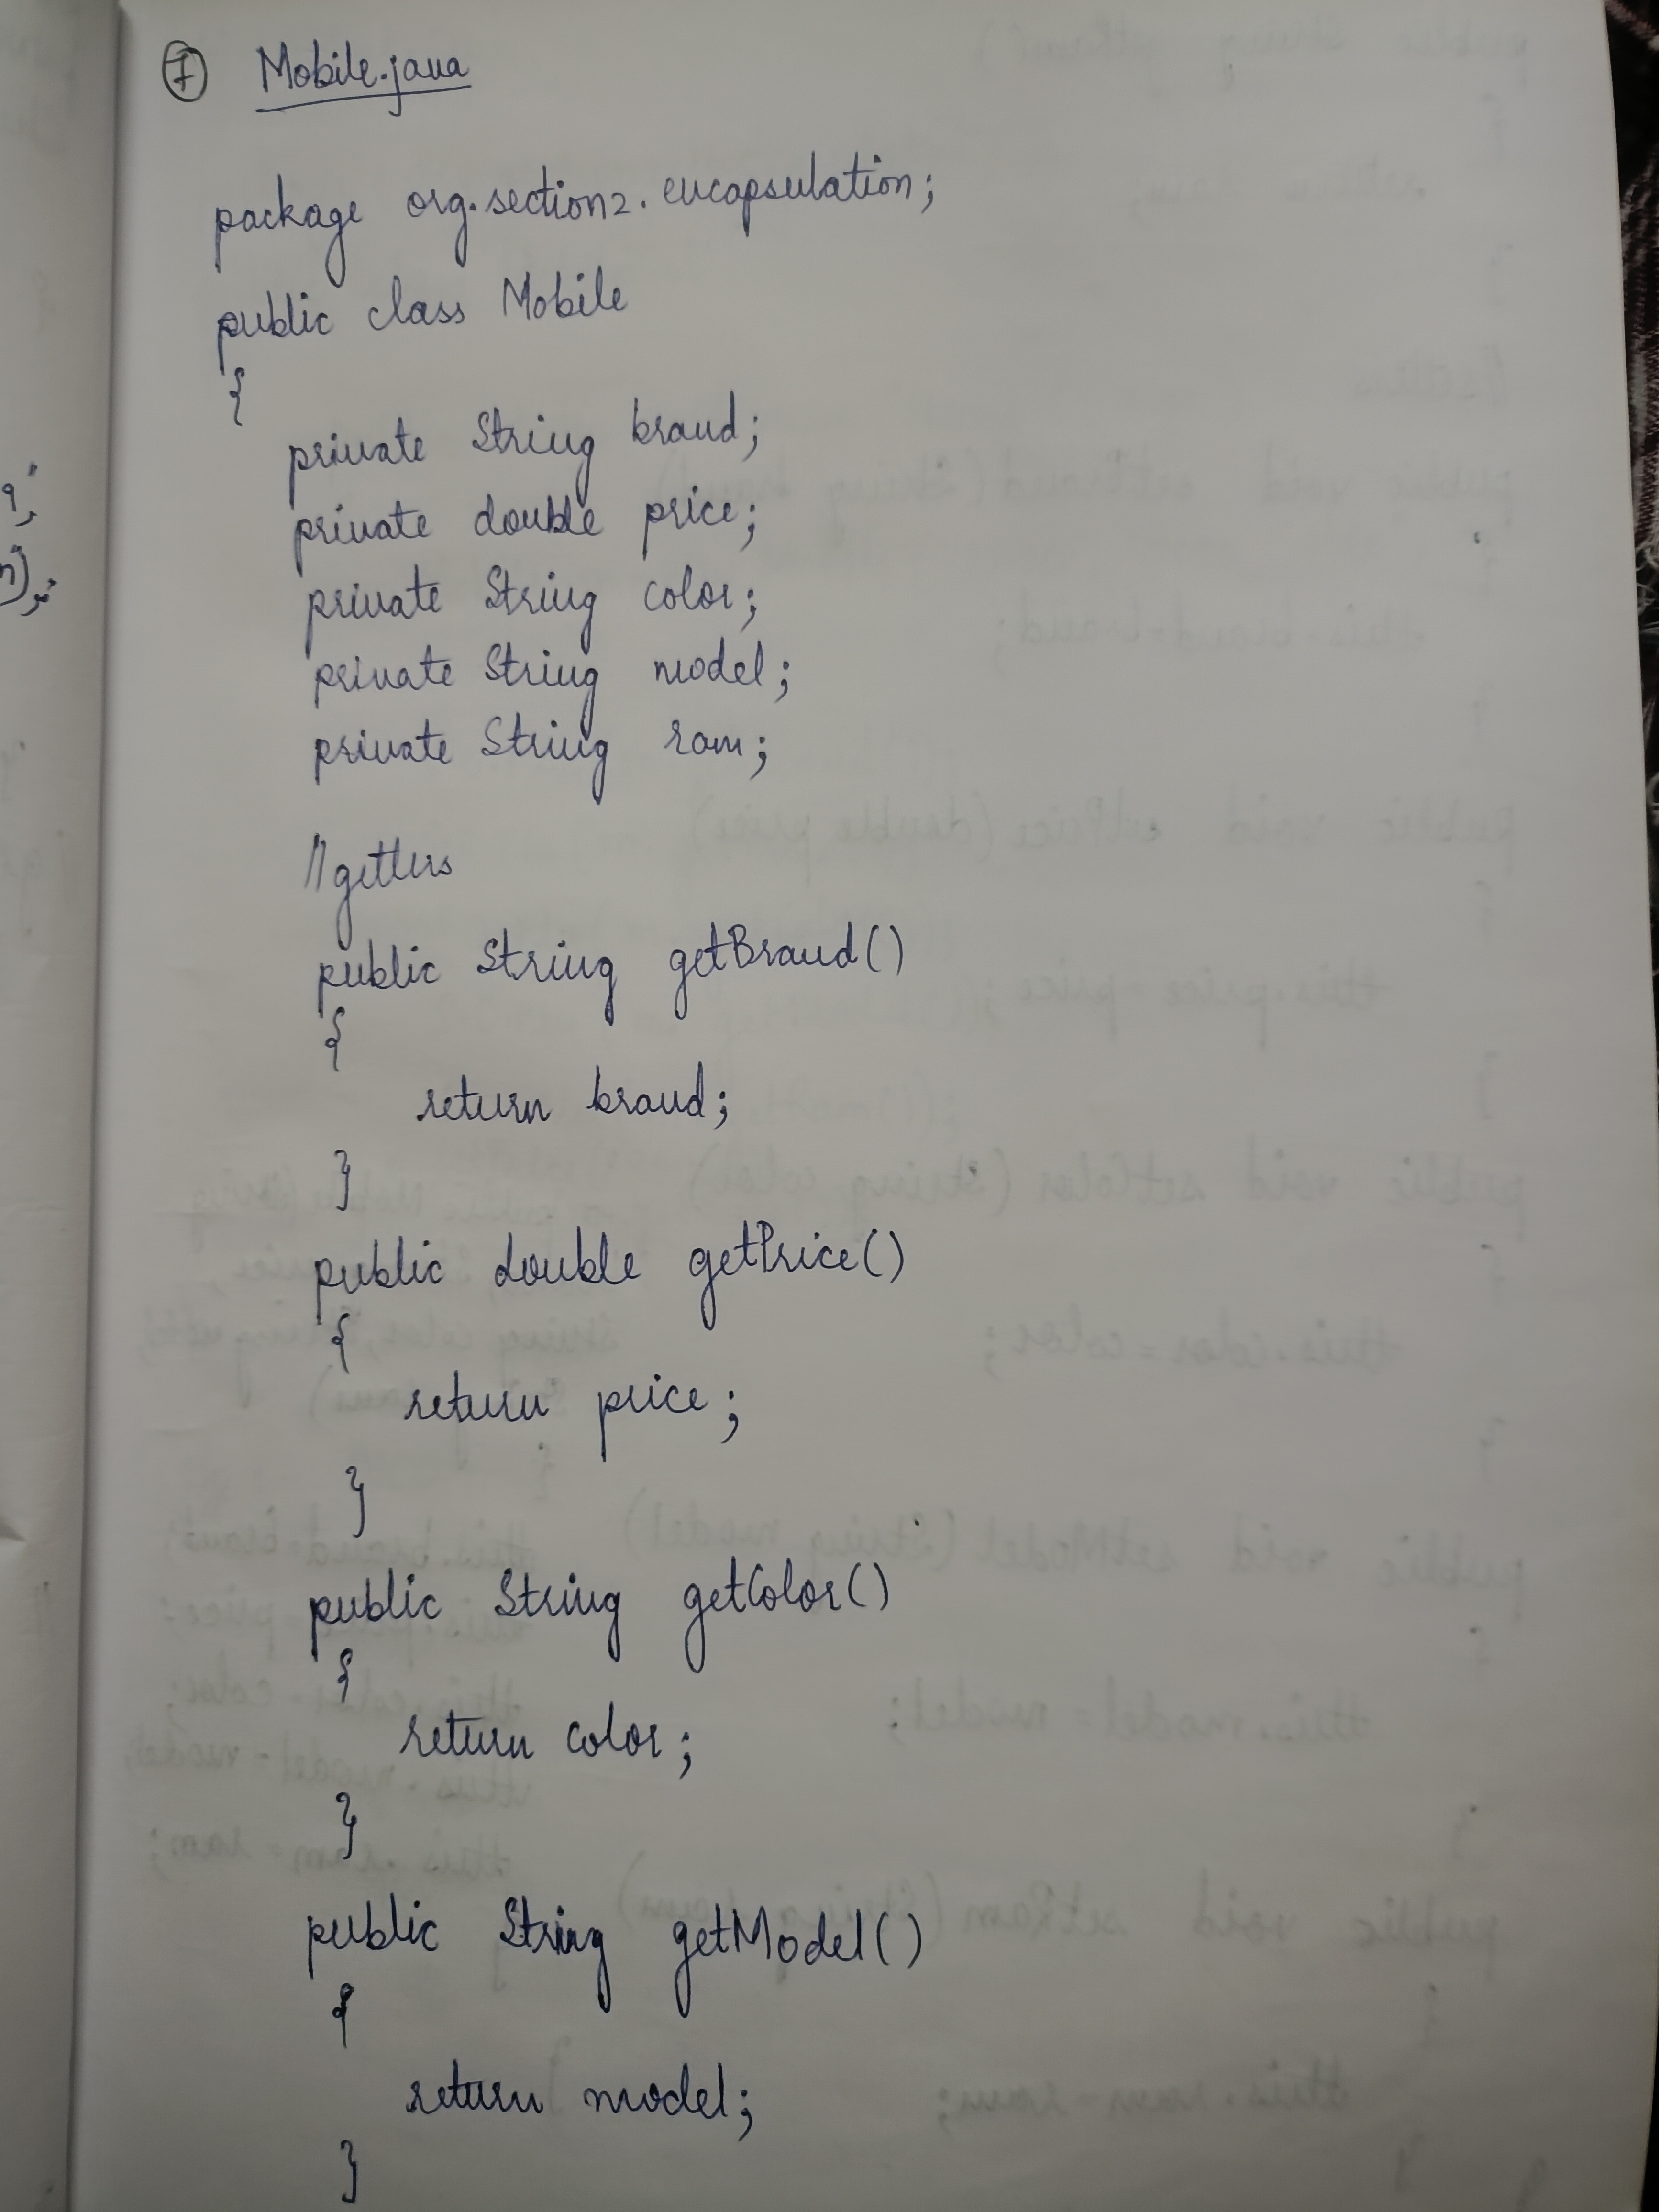 7 Mobile.java
package org.section2.encapsulation;
public class Mobile
{
private String brand;
private double price;
private String color;
private String model;
private String ram;
//getters
public String getBrand()
{
return brand;
}
public double getPrice()
{
return price;
}
public String getColor()
{
return color;
}
public String getModel()
{
return model;
}